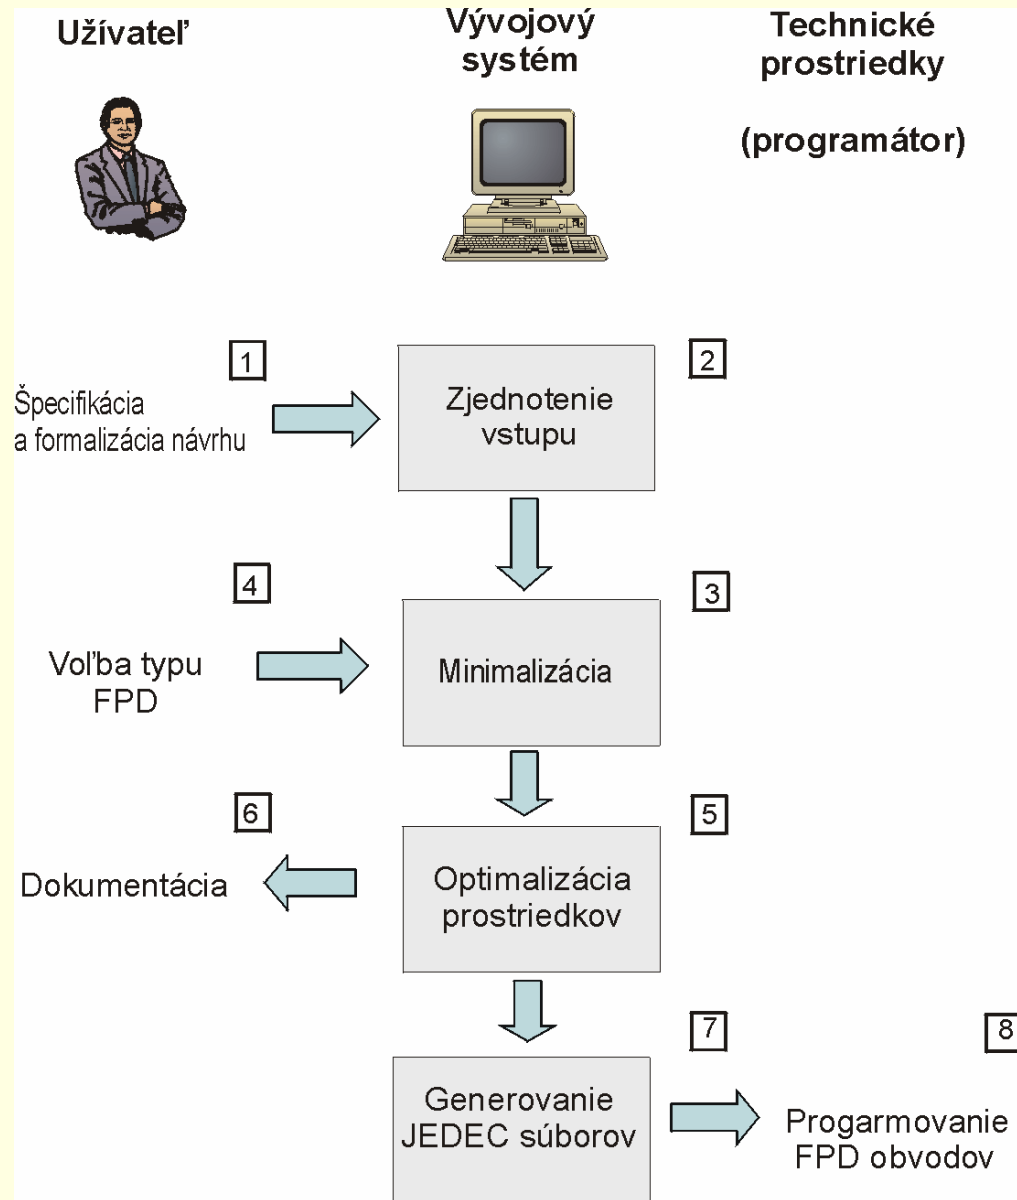 Užívateľ
Vývojový
systém
Technické
prostriedky
(programátor)
1
Špecifikácia
a formalizácia návrhu
Zjednotenie
vstupu
2
4
Voľba typu
FPD
Minimalizácia
3
6
Dokumentácia
Optimalizácia
prostriedkov
5
Generovanie
JEDEC súborov
7
8
Progarmovanie
FPD obvodov